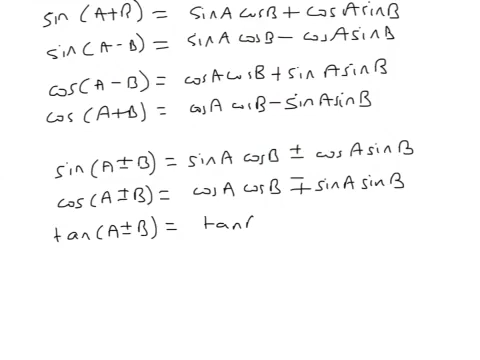 sin (A+B) = sinA cosB + cosA sinB
sin(A-B) = sinA cosB - cosA sinB
cos(A-B) = cosA cosB + sinA sinB
cos (A+B) = cosA cosB - sinA sinB
sin(A±B) = sinA cosB ± cosA sinB
cos(A±B) = cosA cosB ∓ sinA sinB
tan(A±B) = tan